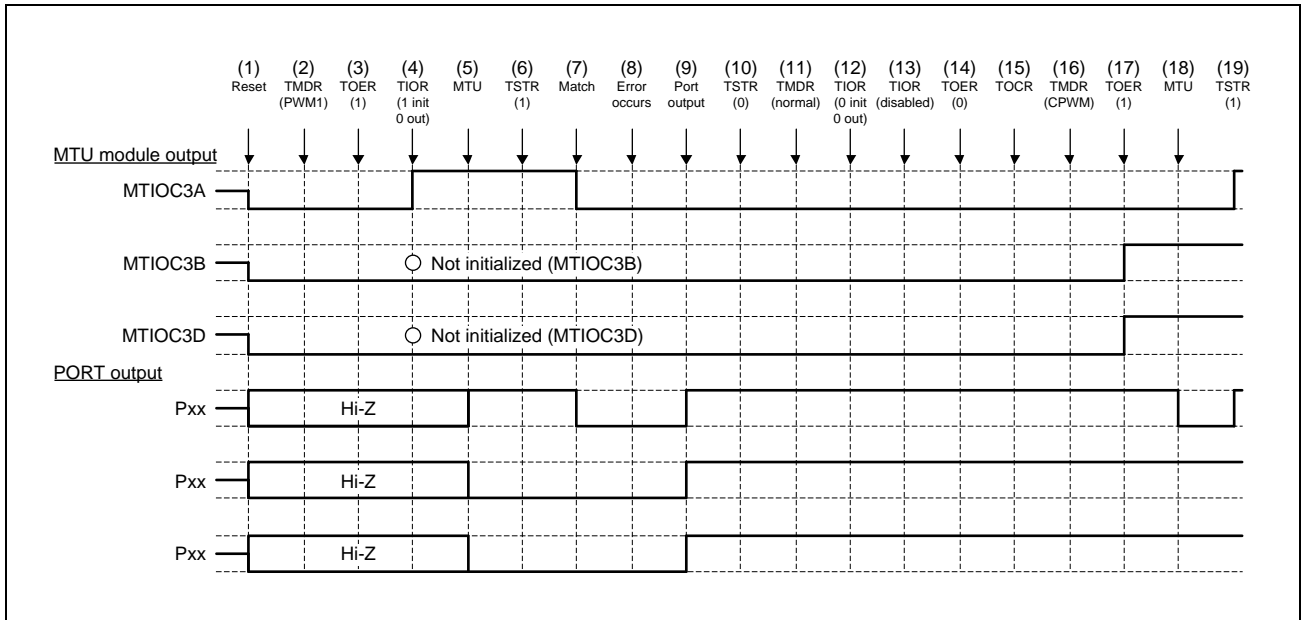 (1) (2) (3) (4) (5) (6) (7) (8) (9) (10) (11) (12) (13) (14) (15) (16) (17) (18) (19)
Reset TMDR TOER TIOR MTU TSTR Match Error Port TSTR TMDR TIOR TIOR TOER TOCR TMDR TOER MTU TSTR
(PWM1) (1) (1 init (1) occurs output (0) (normal) (0 init (disabled) (0) (CPWM) (1) (1)
0 out) 0 out)
MTU module output
MTIOC3A
MTIOC3B Not initialized (MTIOC3B)
MTIOC3D Not initialized (MTIOC3D)
PORT output
Pxx Hi-Z
Pxx Hi-Z
Pxx Hi-Z